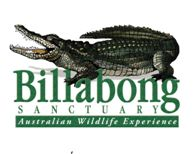 Billabong
SANCTUARY
Australian Wildlife Experience